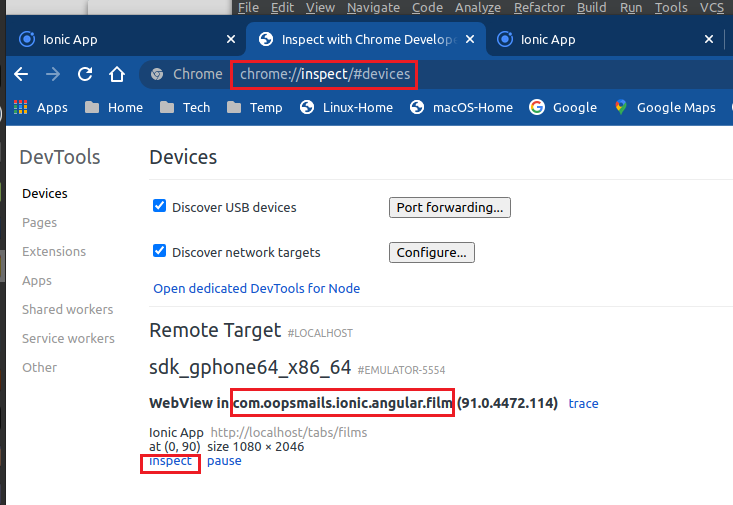 File Edit View Navigate Code Analyze Refactor Build Run Tools VCS
Ionic App Inspect with Chrome Develope Ionic App
Chrome chrome://inspect/#devices
Apps Home Tech Temp Linux-Home macOS-Home Google Google Maps
DevTools
Devices
Pages
Extensions
Apps
Shared workers
Service workers
Other
Devices
Discover USB devices Port forwarding...
Discover network targets Configure...
Open dedicated DevTools for Node
Remote Target #LOCALHOST
sdk_gphone64_x86_64 #EMULATOR-5554
WebView in com.oopsmails.ionic.angular.film (91.0.4472.114) trace
Ionic App http://localhost/tabs/films
at (0, 90) size 1080 × 2046
inspect pause